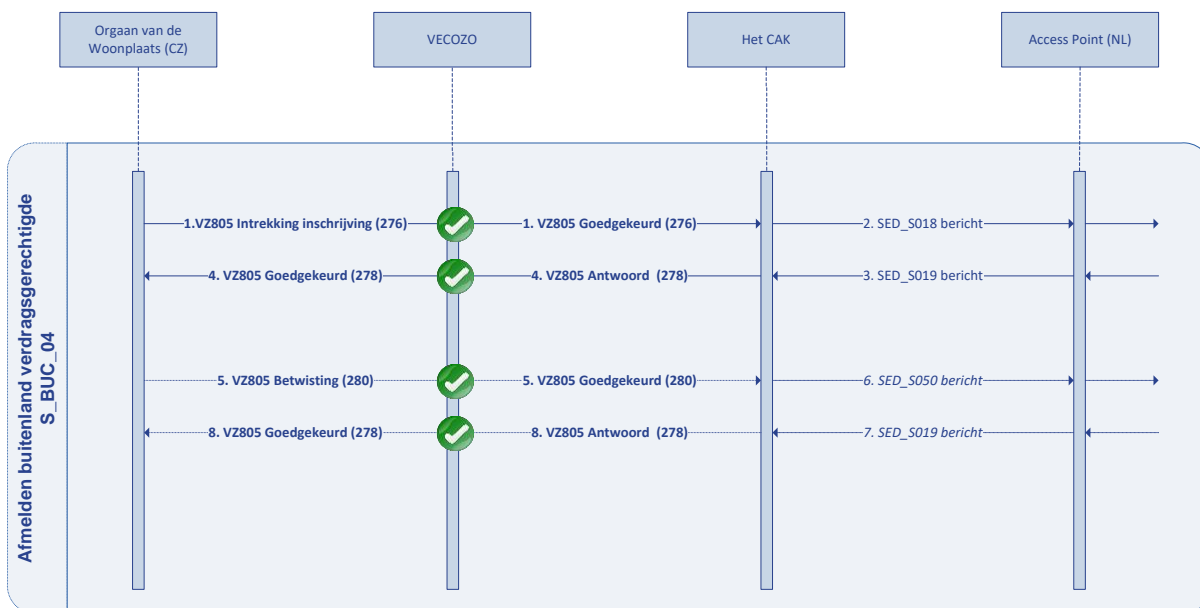 Orgaan van de
Woonplaats (CZ)
VECOZO
Het CAK
Access Point (NL)
Afmelden buitenland verdragsgerechtigde
S_BUC_04
1.VZ805 Intrekking inschrijving (276)
1. VZ805 Goedgekeurd (276)
2. SED_S018 bericht
4. VZ805 Goedgekeurd (278)
4. VZ805 Antwoord (278)
3. SED_S019 bericht
5. VZ805 Betwisting (280)
5. VZ805 Goedgekeurd (280)
6. SED_S050 bericht
8. VZ805 Goedgekeurd (278)
8. VZ805 Antwoord (278)
7. SED_S019 bericht